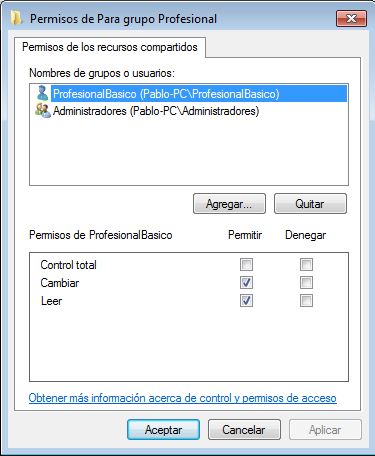 Permisos de Para grupo Profesional
Permisos de los recursos compartidos
Nombres de grupos o usuarios:
ProfesionalBasico (Pablo-PC\ProfesionalBasico)
Administradores (Pablo-PC\Administradores)
Agregar... Quitar
Permisos de ProfesionalBasico Permitir Denegar
Control total
Cambiar
Leer
Obtener más información acerca de control y permisos de acceso
Aceptar Cancelar Aplicar